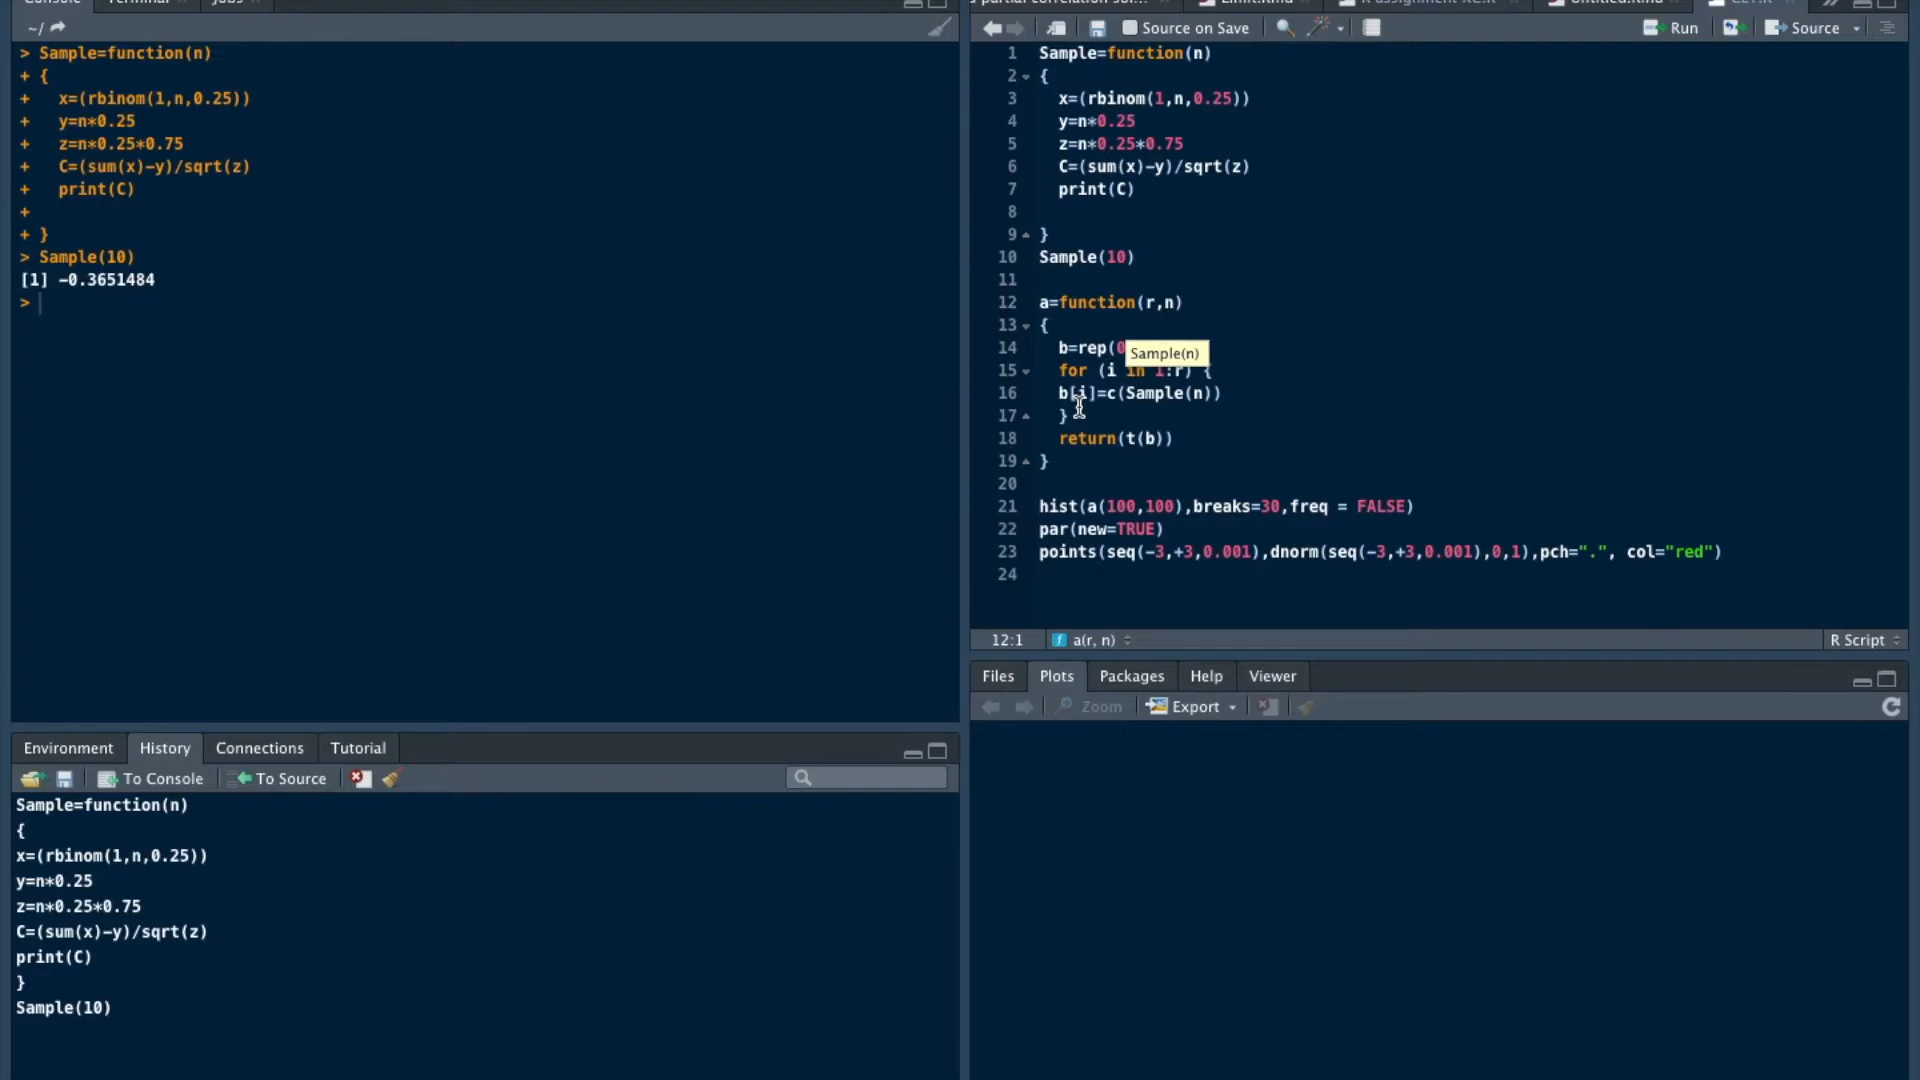 Console Terminal Jobs
~/
> Sample=function(n)
+ {
+   x=(rbinom(1,n,0.25))
+   y=n*0.25
+   z=n*0.25*0.75
+   C=(sum(x)-y)/sqrt(z)
+   print(C)
+
+ }
> Sample(10)
[1] -0.3651484
>
Source on Save Run Source
1 Sample=function(n)
2 {
3   x=(rbinom(1,n,0.25))
4   y=n*0.25
5   z=n*0.25*0.75
6   C=(sum(x)-y)/sqrt(z)
7   print(C)
8
9 }
10 Sample(10)
11
12 a=function(r,n)
13 {
14   b=rep(0
Sample(n)
15   for (i in 1:r) {
16   b[i]=c(Sample(n))
17   }
18   return(t(b))
19 }
20
21 hist(a(100,100),breaks=30,freq = FALSE)
22 par(new=TRUE)
23 points(seq(-3,+3,0.001),dnorm(seq(-3,+3,0.001),0,1),pch=".", col="red")
24
12:1 a(r, n) R Script
Files Plots Packages Help Viewer
Zoom Export
Environment History Connections Tutorial
To Console To Source
Sample=function(n)
{
x=(rbinom(1,n,0.25))
y=n*0.25
z=n*0.25*0.75
C=(sum(x)-y)/sqrt(z)
print(C)
}
Sample(10)